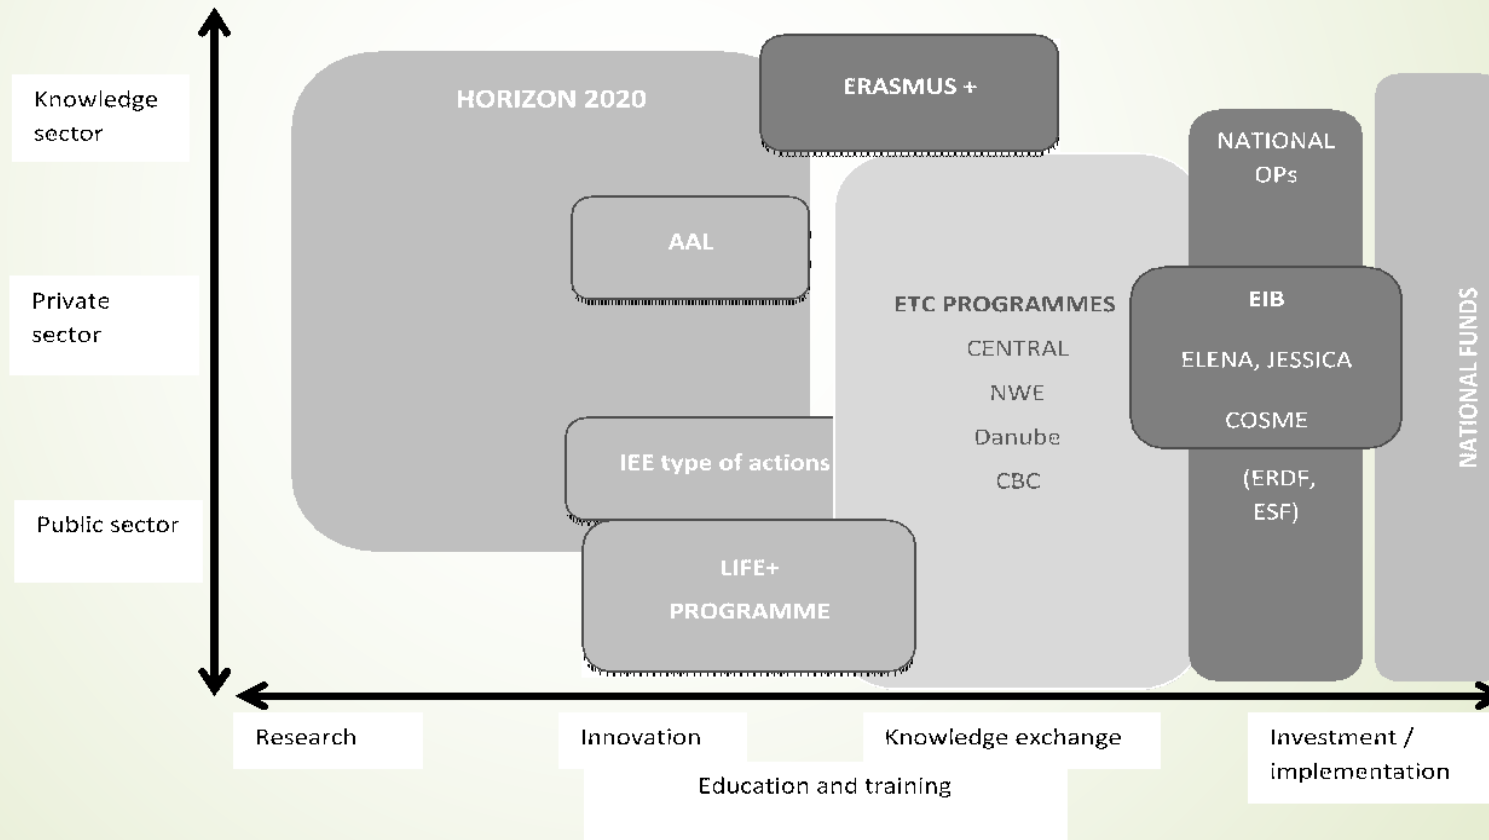 Knowledge
sector
Private
sector
Public sector
HORIZON 2020
ERASMUS +
AAL
IEE type of actions
LIFE+
PROGRAMME
ETC PROGRAMMES
CENTRAL
NWE
Danube
CBC
NATIONAL
OPs
EIB
ELENA, JESSICA
COSME
(ERDF,
ESF)
NATIONAL FUNDS
Research
Innovation
Knowledge exchange
Investment /
implementation
Education and training